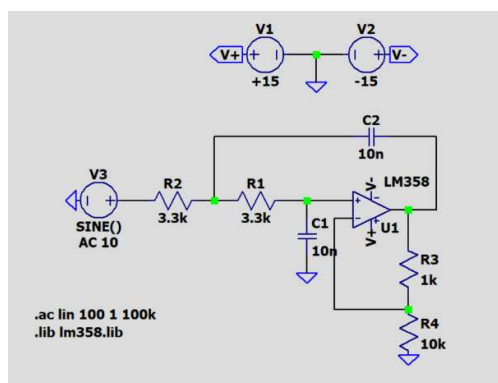 V1
V2
V+
V-
+15
-15
C2
10n
V3
R2
R1
LM358
V-
3.3k
3.3k
C1
U1
SINE()
AC 10
10n
V+
R3
1k
.ac lin 100 1 100k
.lib lm358.lib
R4
10k